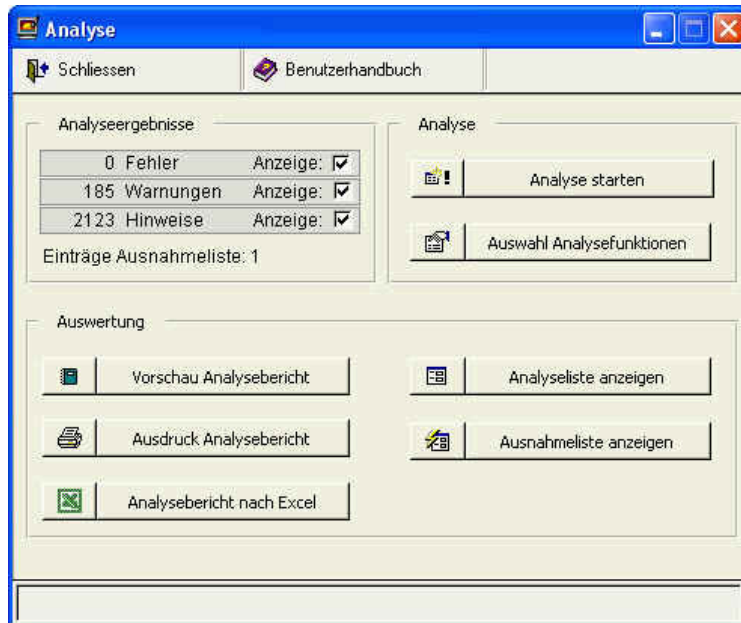 Analyse
Schliessen
Benutzerhandbuch
Analyseergebnisse
0 Fehler Anzeige:
185 Warnungen Anzeige:
2123 Hinweise Anzeige:
Einträge Ausnahmeliste: 1
Analyse
Analyse starten
Auswahl Analysefunktionen
Auswertung
Vorschau Analysebericht
Ausdruck Analysebericht
Analysebericht nach Excel
Analyseliste anzeigen
Ausnahmeliste anzeigen